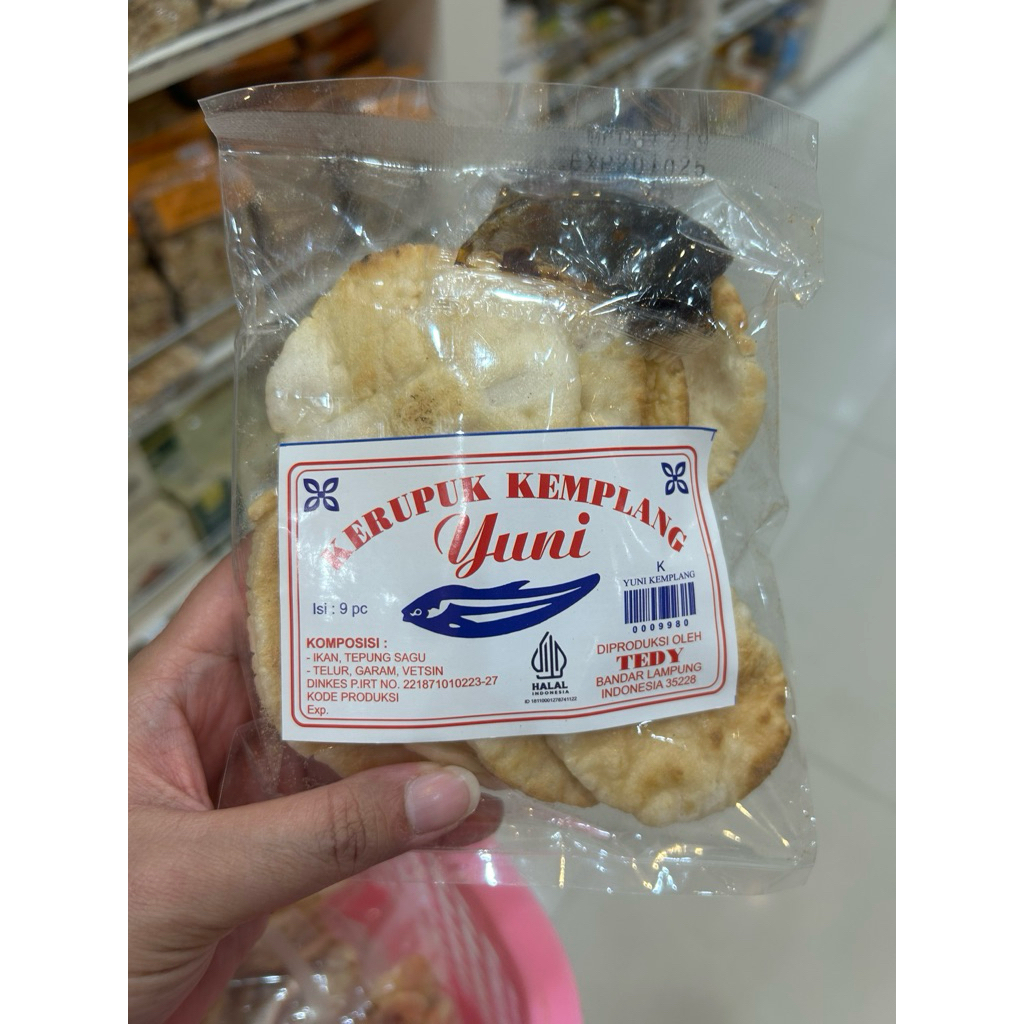 KERUPUK KEMPLANG
Yuni
K
YUNI KEMPLANG
0009980
Isi : 9 pc
KOMPOSISI :
- IKAN, TEPUNG SAGU
- TELUR, GARAM, VETSIN
DINKES P.IRT NO. 221871010223-27
KODE PRODUKSI
Exp.
HALAL
INDONESIA
DIPRODUKSI OLEH
TEDY
BANDAR LAMPUNG
INDONESIA 35228